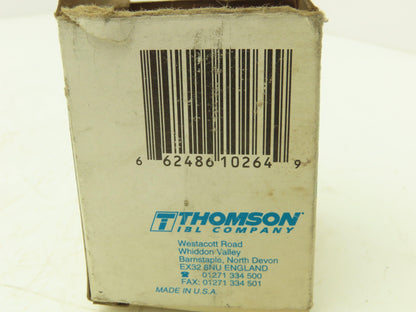 6 62486 10264 9
THOMSON
IBL COMPANY
Westacott Road
Whiddon Valley
Barnstaple, North Devon
EX32 8NU ENGLAND
☎ 01271 334 500
FAX: 01271 334 501
MADE IN U.S.A.